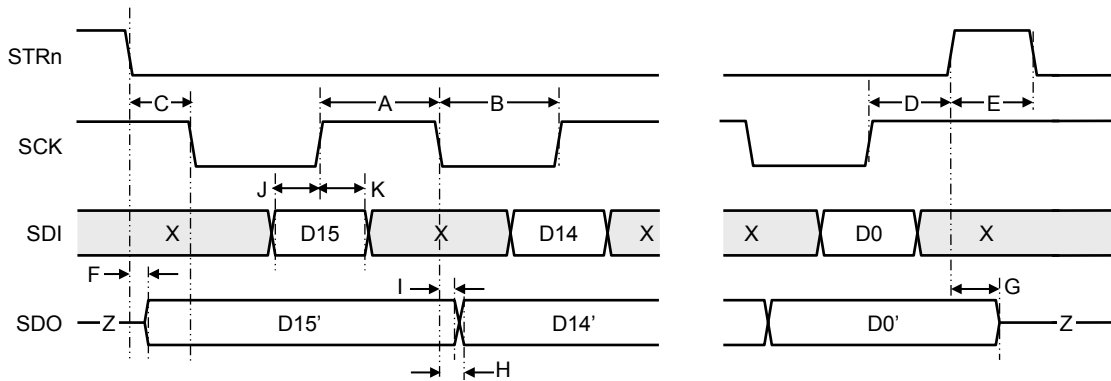 STRn
C A B D E
SCK
J K
SDI X D15 X D14 X X D0 X
F I G
SDO Z D15' D14' D0' Z
H